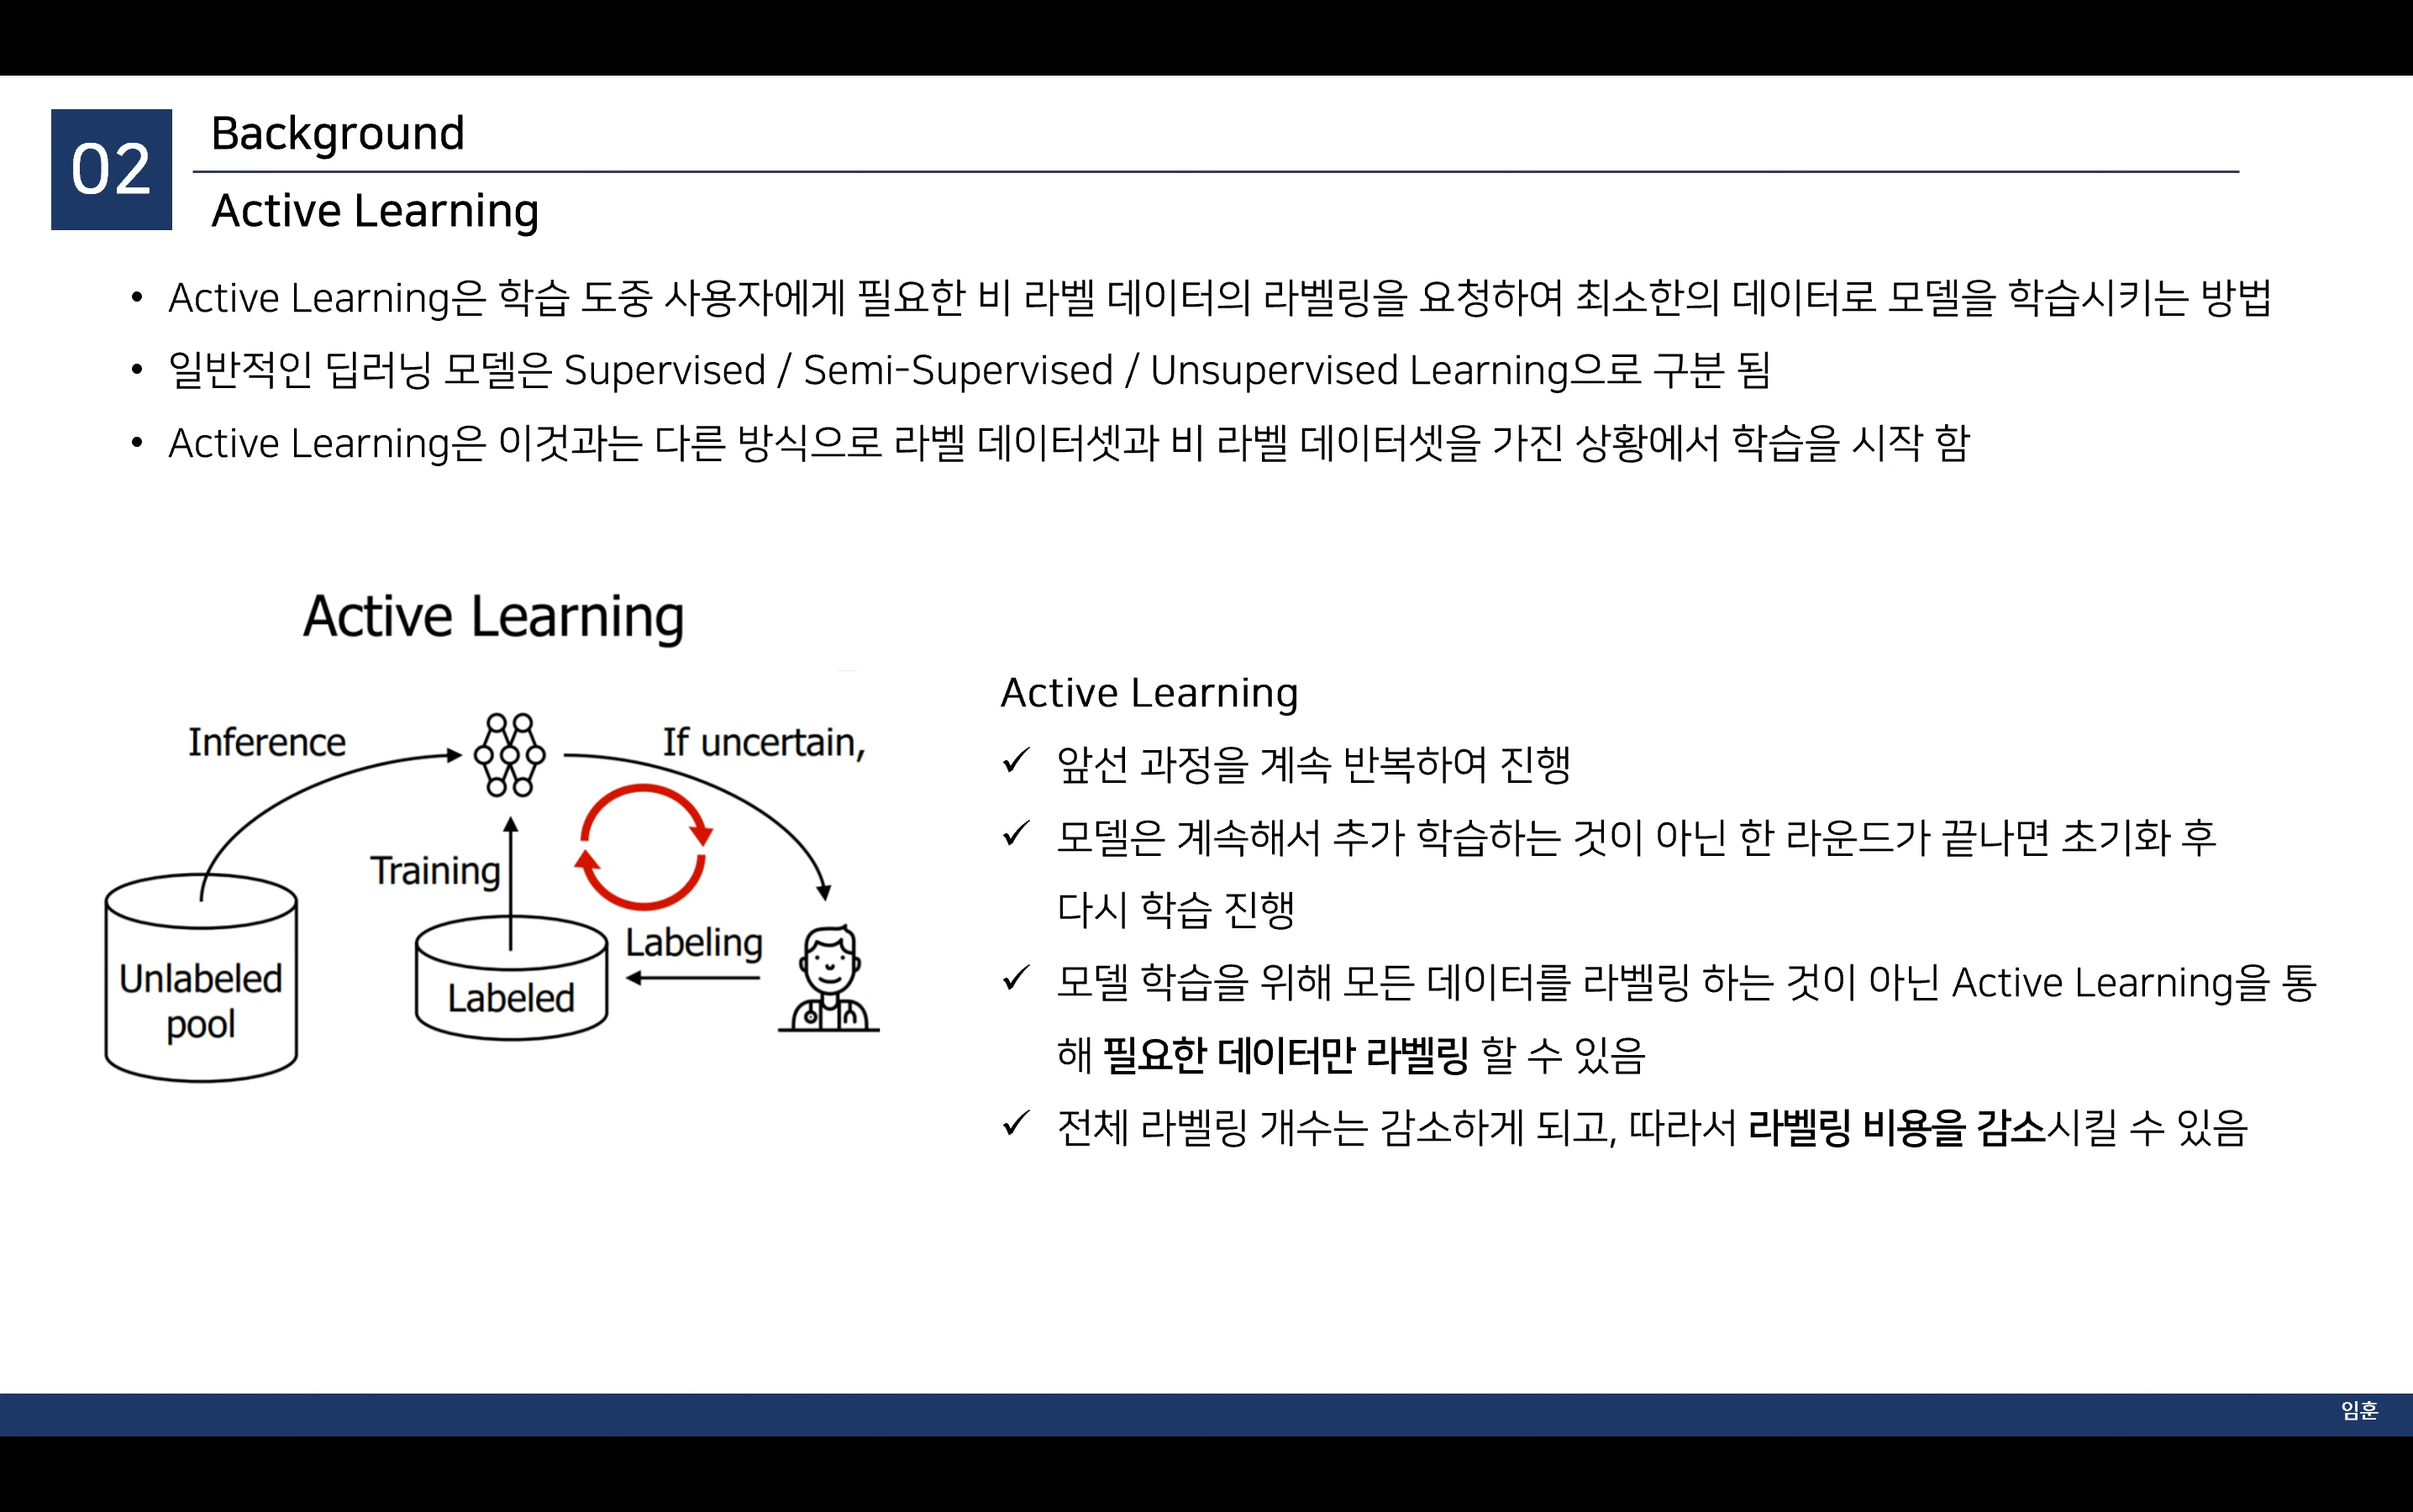 02
Background
Active Learning
• Active Learning은 학습 도중 사용자에게 필요한 비 라벨 데이터의 라벨링을 요청하여 최소한의 데이터로 모델을 학습시키는 방법
• 일반적인 딥러닝 모델은 Supervised / Semi-Supervised / Unsupervised Learning으로 구분 됨
• Active Learning은 이것과는 다른 방식으로 라벨 데이터셋과 비 라벨 데이터셋을 가진 상황에서 학습을 시작 함
Active Learning
Inference
If uncertain,
Training
Labeling
Unlabeled
pool
Labeled
Active Learning
✓ 앞선 과정을 계속 반복하여 진행
✓ 모델은 계속해서 추가 학습하는 것이 아닌 한 라운드가 끝나면 초기화 후
다시 학습 진행
✓ 모델 학습을 위해 모든 데이터를 라벨링 하는 것이 아닌 Active Learning을 통
해 필요한 데이터만 라벨링 할 수 있음
✓ 전체 라벨링 개수는 감소하게 되고, 따라서 라벨링 비용을 감소시킬 수 있음
임훈